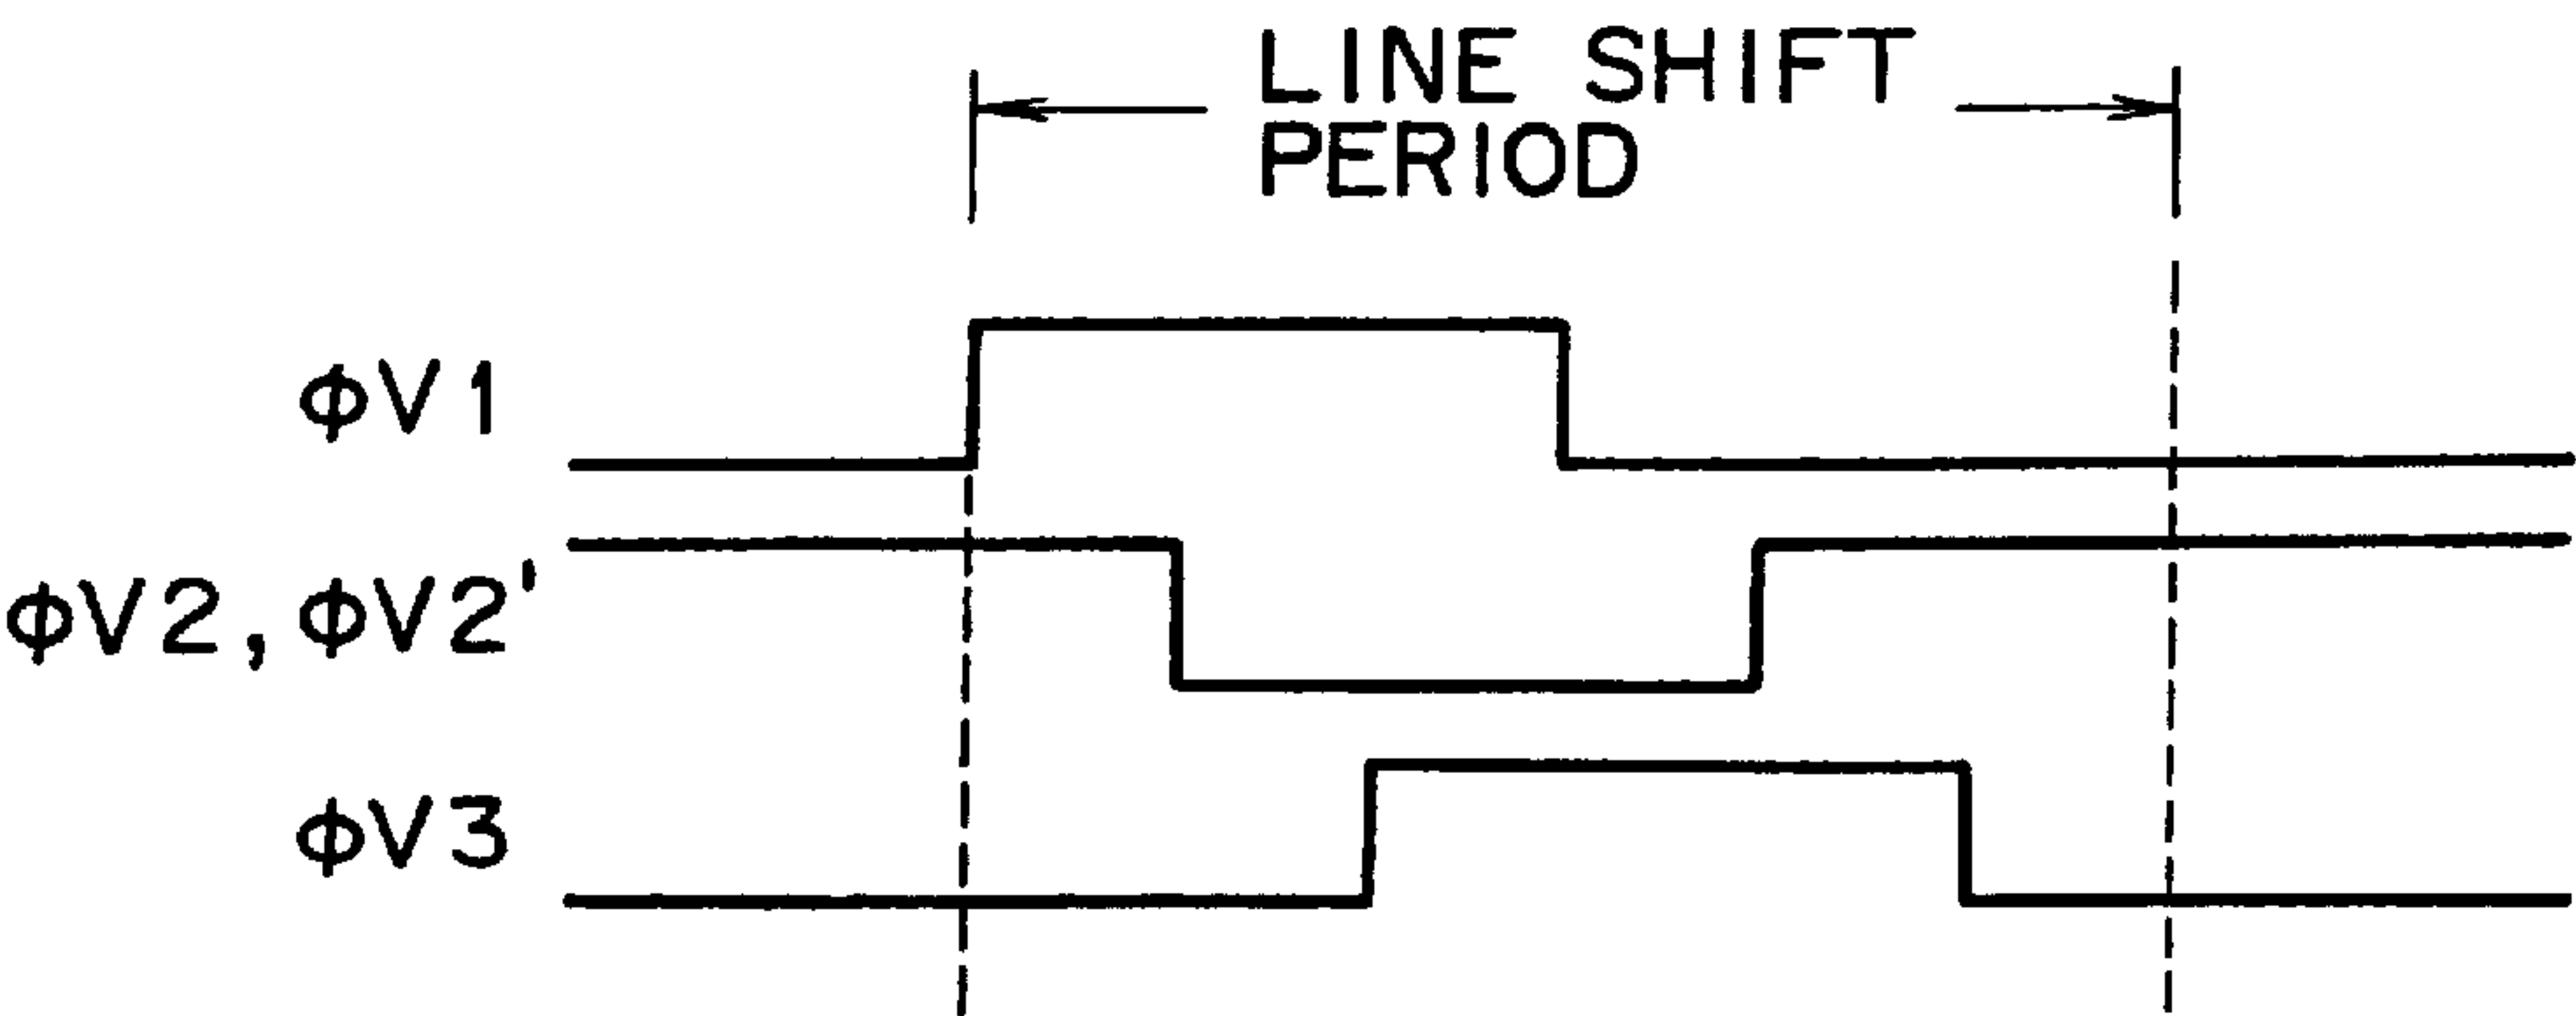 LINE SHIFT
PERIOD
ϕV1
ϕV2, ϕV2'
ϕV3